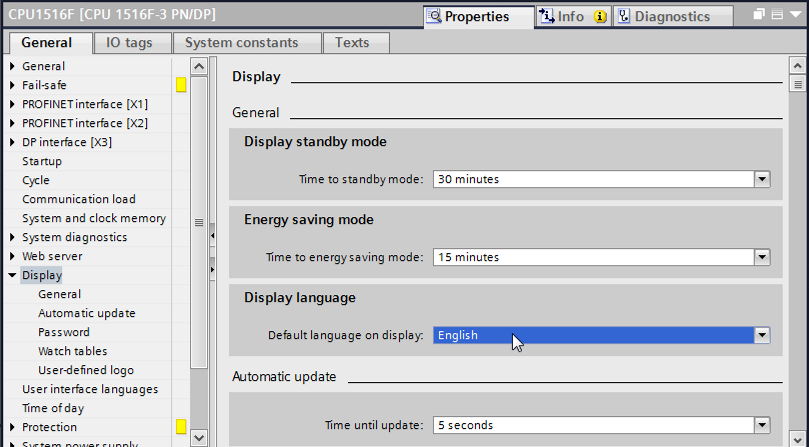 CPU1516F [CPU 1516F-3 PN/DP]
Properties
Info
Diagnostics
General
IO tags
System constants
Texts
General
Fail-safe
PROFINET interface [X1]
PROFINET interface [X2]
DP interface [X3]
Startup
Cycle
Communication load
System and clock memory
System diagnostics
Web server
Display
General
Automatic update
Password
Watch tables
User-defined logo
User interface languages
Time of day
Protection
System power supply
Display
General
Display standby mode
Time to standby mode: 30 minutes
Energy saving mode
Time to energy saving mode: 15 minutes
Display language
Default language on display: English
Automatic update
Time until update: 5 seconds